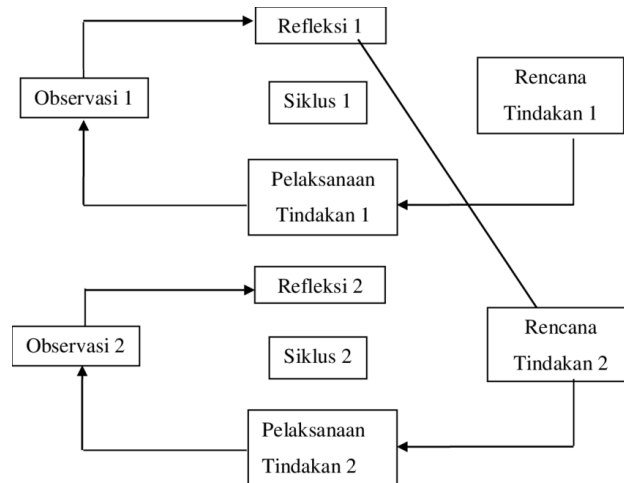 Refleksi 1
Rencana
Tindakan 1
Observasi 1
Siklus 1
Pelaksanaan
Tindakan 1
Refleksi 2
Rencana
Tindakan 2
Observasi 2
Siklus 2
Pelaksanaan
Tindakan 2